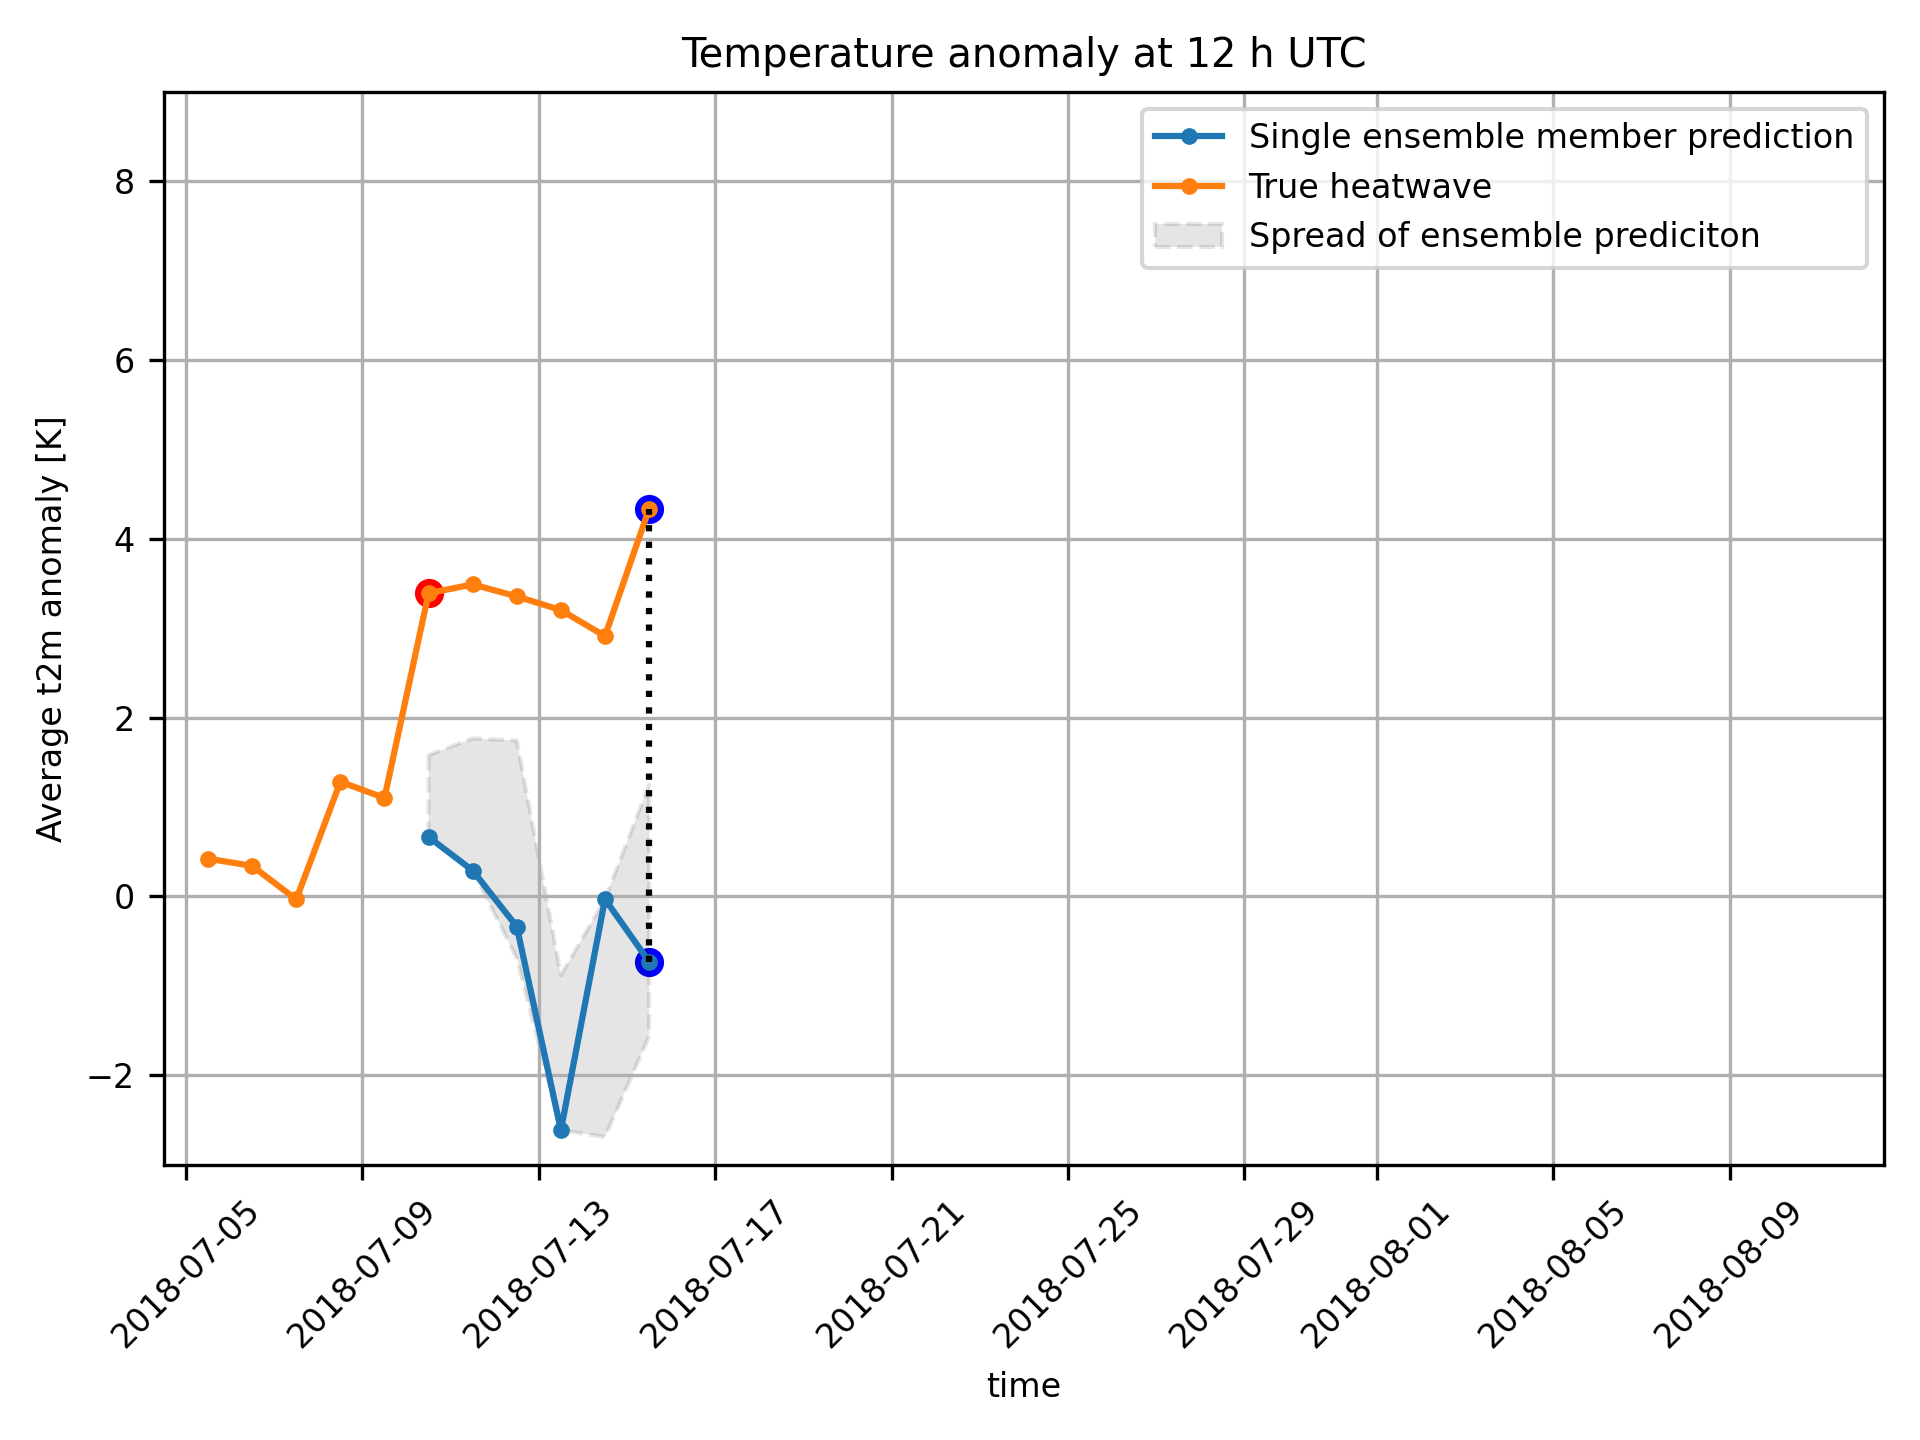 Temperature anomaly at 12 h UTC
Single ensemble member prediction
True heatwave
Spread of ensemble prediciton
Average t2m anomaly [K]
8
6
4
2
0
−2
2018-07-05
2018-07-09
2018-07-13
2018-07-17
2018-07-21
2018-07-25
2018-07-29
2018-08-01
2018-08-05
2018-08-09
time